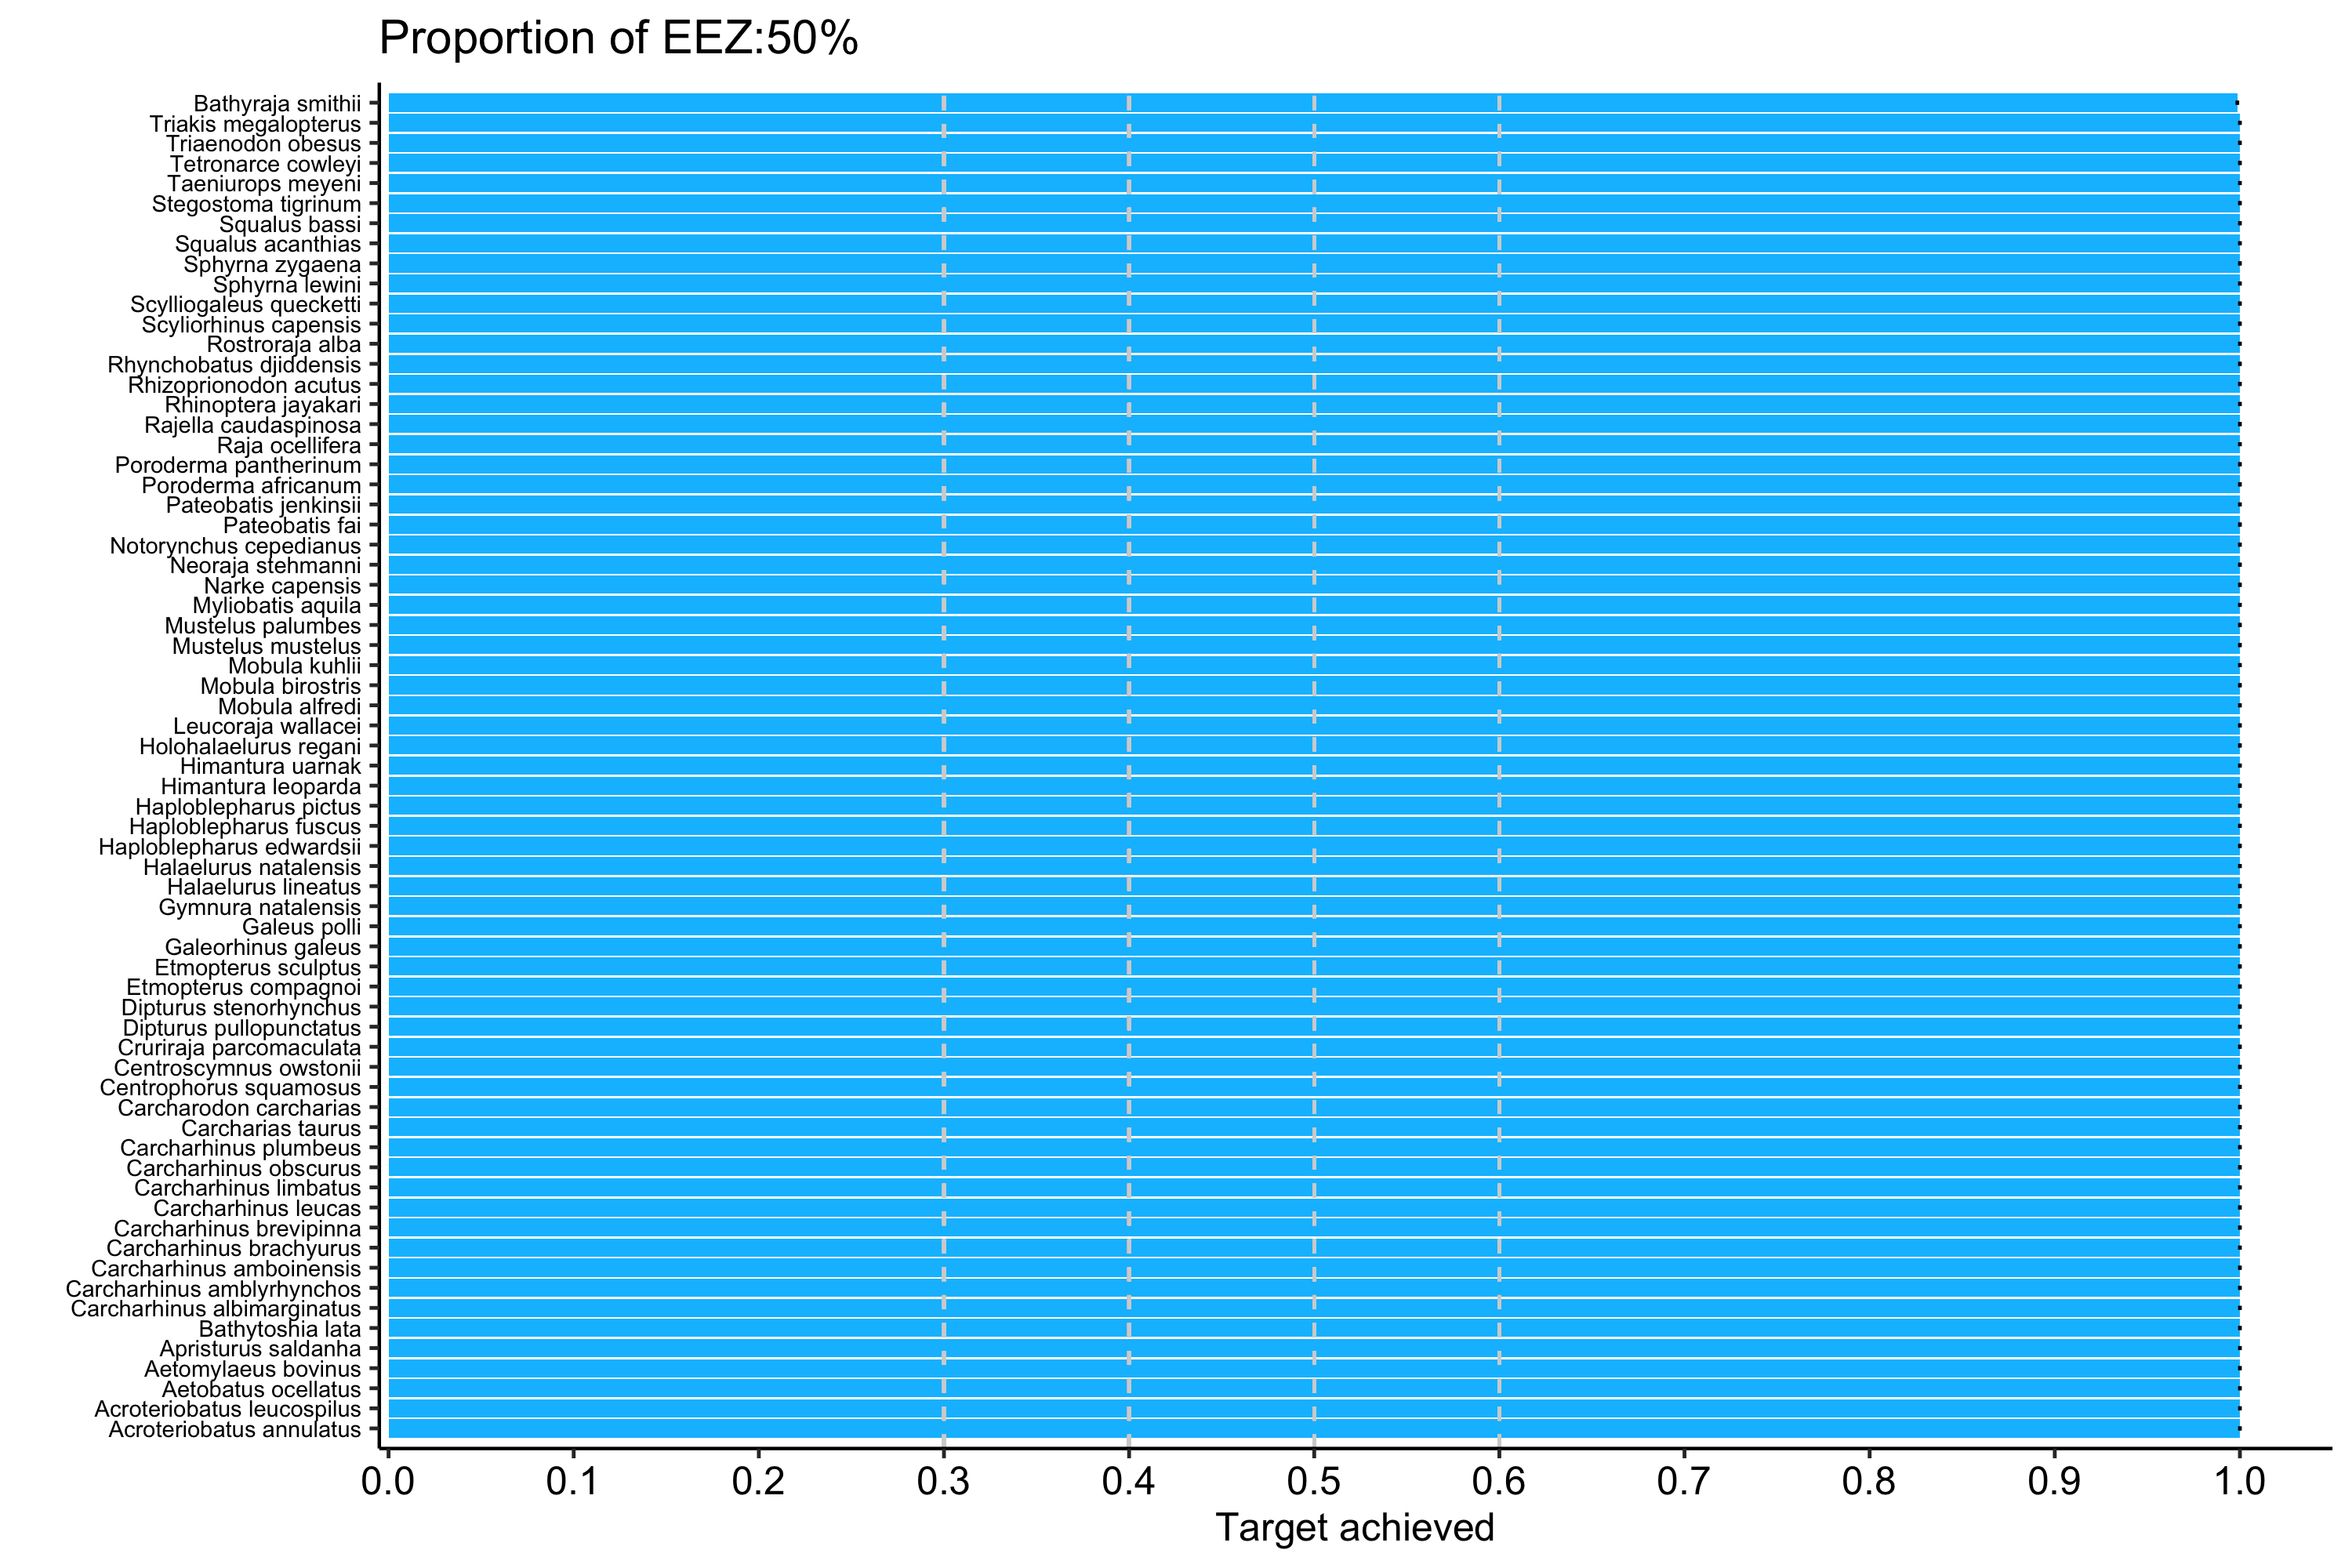 Proportion of EEZ:50%
Bathyraja smithii
Triakis megalopterus
Triaenodon obesus
Tetronarce cowleyi
Taeniurops meyeni
Stegostoma tigrinum
Squalus bassi
Squalus acanthias
Sphyrna zygaena
Sphyrna lewini
Scylliogaleus quecketti
Scyliorhinus capensis
Rostroraja alba
Rhynchobatus djiddensis
Rhizoprionodon acutus
Rhinoptera jayakari
Rajella caudaspinosa
Raja ocellifera
Poroderma pantherinum
Poroderma africanum
Pateobatis jenkinsii
Pateobatis fai
Notorynchus cepedianus
Neoraja stehmanni
Narke capensis
Myliobatis aquila
Mustelus palumbes
Mustelus mustelus
Mobula kuhlii
Mobula birostris
Mobula alfredi
Leucoraja wallacei
Holohalaelurus regani
Himantura uarnak
Himantura leoparda
Haploblepharus pictus
Haploblepharus fuscus
Haploblepharus edwardsii
Halaelurus natalensis
Halaelurus lineatus
Gymnura natalensis
Galeus polli
Galeorhinus galeus
Etmopterus sculptus
Etmopterus compagnoi
Dipturus stenorhynchus
Dipturus pullopunctatus
Cruriraja parcomaculata
Centroscymnus owstonii
Centrophorus squamosus
Carcharodon carcharias
Carcharias taurus
Carcharhinus plumbeus
Carcharhinus obscurus
Carcharhinus limbatus
Carcharhinus leucas
Carcharhinus brevipinna
Carcharhinus brachyurus
Carcharhinus amboinensis
Carcharhinus amblyrhynchos
Carcharhinus albimarginatus
Bathytoshia lata
Apristurus saldanha
Aetomylaeus bovinus
Aetobatus ocellatus
Acroteriobatus leucospilus
Acroteriobatus annulatus
0.0 0.1 0.2 0.3 0.4 0.5 0.6 0.7 0.8 0.9 1.0
Target achieved